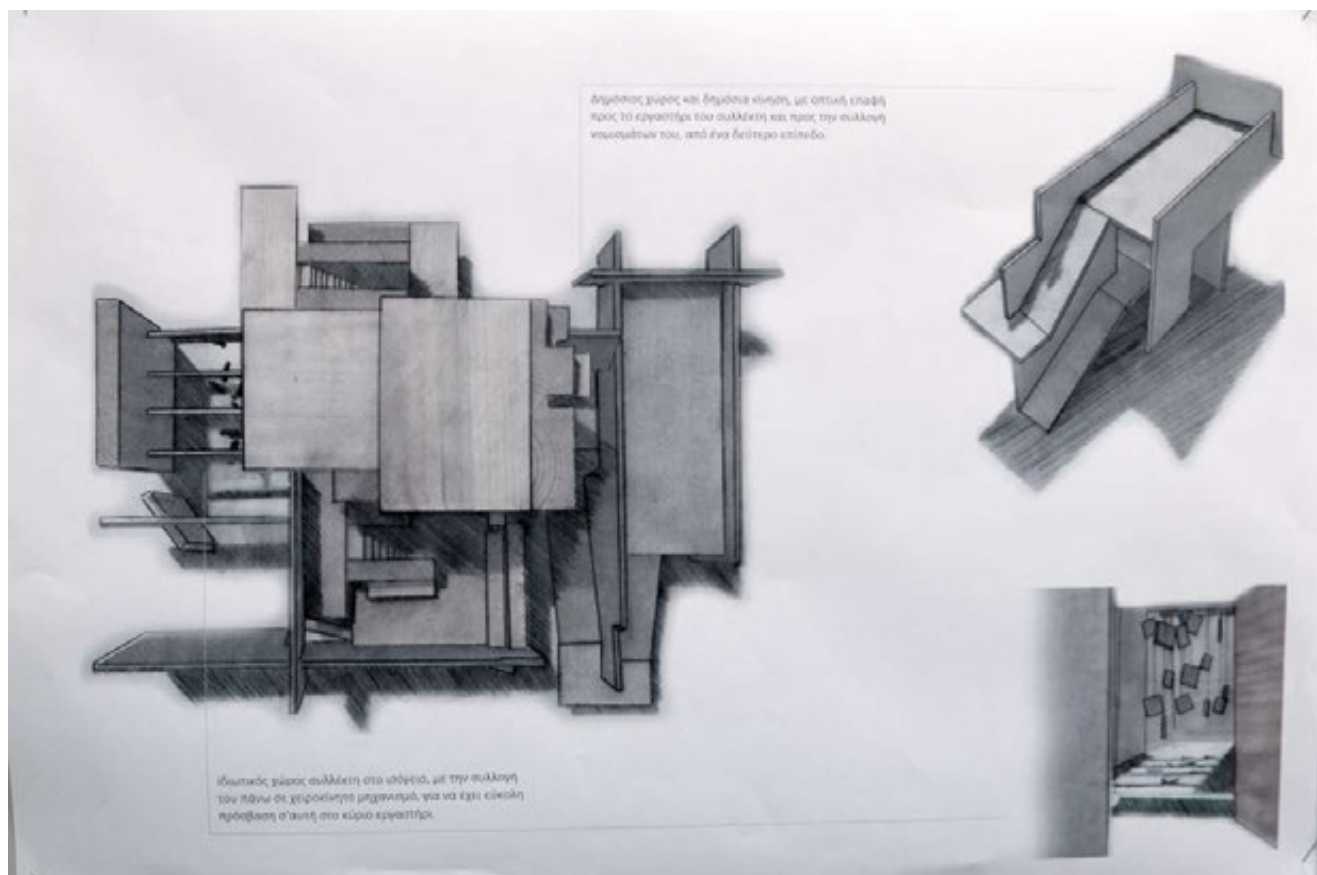 Δημόσιος χώρος και δημόσια κίνηση, με οπτική επαφή
προς το εργαστήρι του συλλέκτη και προς την συλλογή
νομισμάτων του, από ένα δεύτερο επίπεδο.
Ιδιωτικός χώρος συλλέκτη στο ισόγειο, με την συλλογή
του πάνω σε χειροκίνητο μηχανισμό, για να έχει εύκολη
πρόσβαση σ'αυτή στο κύριο εργαστήρι.